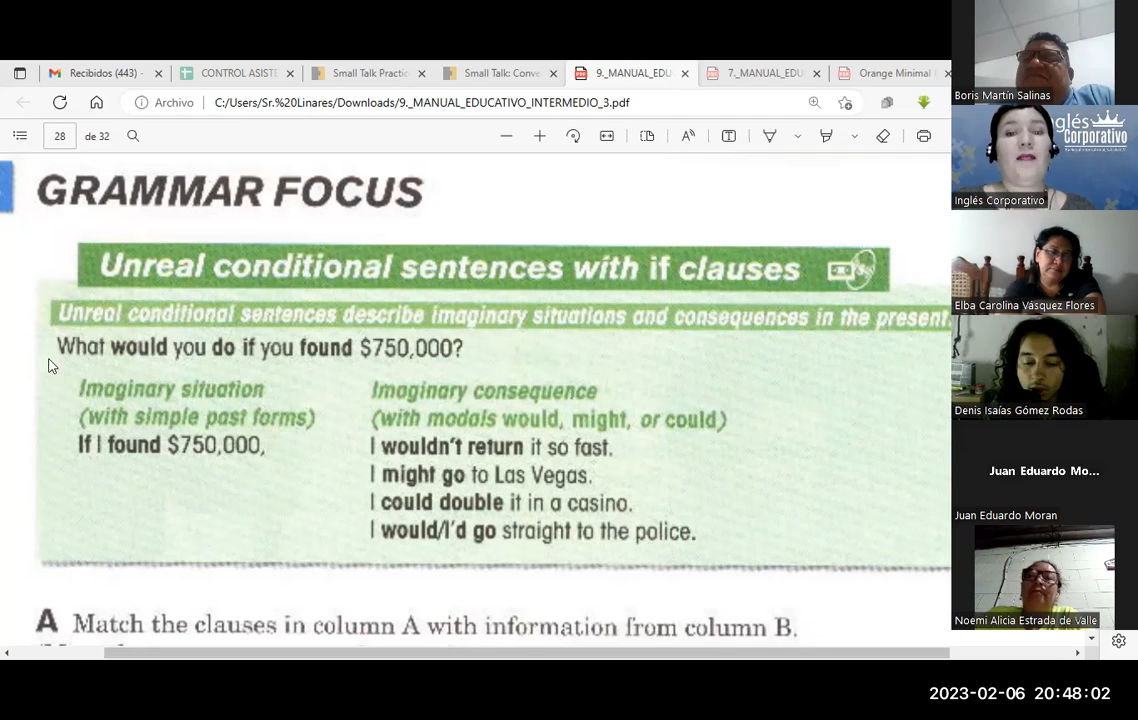 Recibidos (443) -
CONTROL ASISTE
Small Talk Practic
Small Talk: Conve
9._MANUAL_EDU
7._MANUAL_EDU
Orange Minimal
Archivo
C:/Users/Sr.%20Linares/Downloads/9._MANUAL_EDUCATIVO_INTERMEDIO_3.pdf
28 de 32
GRAMMAR FOCUS
Unreal conditional sentences with if clauses
Unreal conditional sentences describe imaginary situations and consequences in the present.
What would you do if you found $750,000?
Imaginary situation
(with simple past forms)
If I found $750,000,
Imaginary consequence
(with modals would, might, or could)
I wouldn't return it so fast.
I might go to Las Vegas.
I could double it in a casino.
I would/I'd go straight to the police.
A Match the clauses in column A with information from column B.
Boris Martín Salinas
glés
Corporativo
Inglés Corporativo
Elba Carolina Vásquez Flores
Denis Isaías Gómez Rodas
Juan Eduardo Mo...
Juan Eduardo Moran
Noemi Alicia Estrada de Valle
2023-02-06 20:48:02